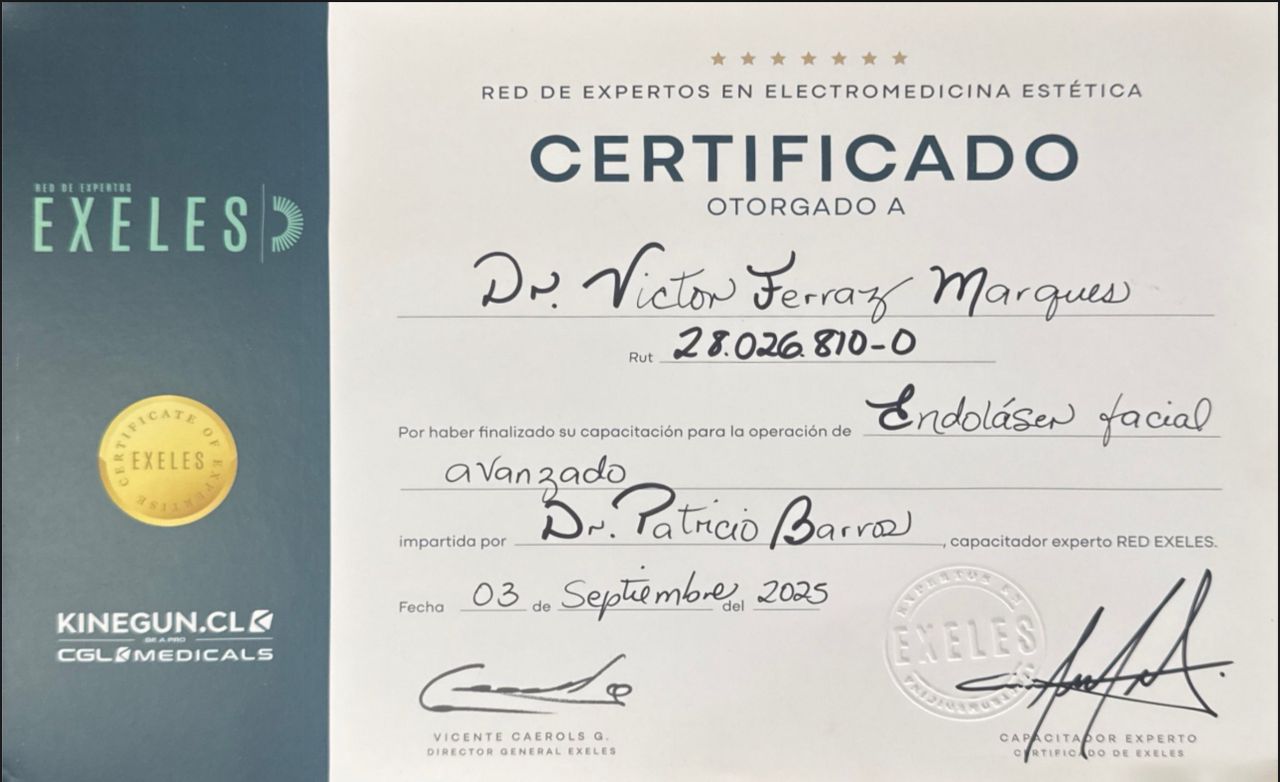 RED DE EXPERTOS EN ELECTROMEDICINA ESTÉTICA
CERTIFICADO
OTORGADO A
Dr. Victor Ferraz Marques
Rut 28.026.810-0
Por haber finalizado su capacitación para la operación de Endoláser facial
avanzado
impartida por Dr. Patricio Barros, capacitador experto RED EXELES.
Fecha 03 de Septiembre del 2025
VICENTE CAEROLS G.
DIRECTOR GENERAL EXELES
CAPACITADOR EXPERTO
CERTIFICADO DE EXELES
EXPERTOS EN
EXELES
RED DE EXPERTOS
EXELES
CERTIFICATE OF EXPERTISE
EXELES
KINEGUN.CL
BE A PRO
CGL MEDICALS